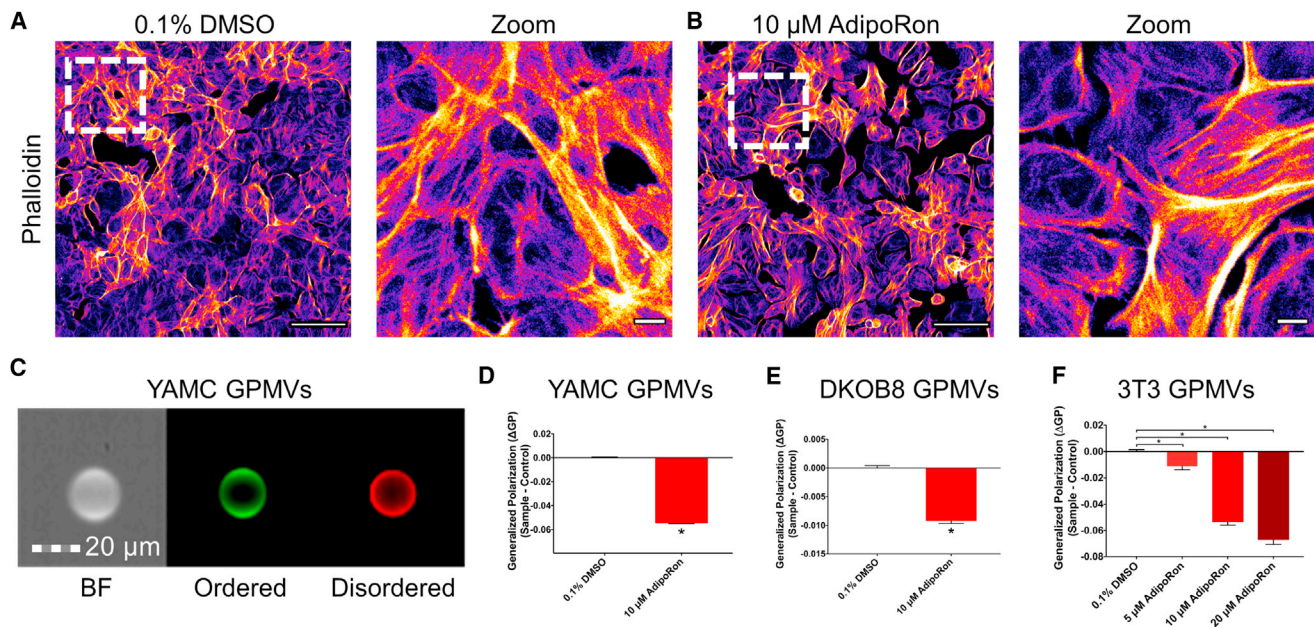 A
0.1% DMSO
Zoom
B
10 µM AdipoRon
Zoom
Phalloidin
C
YAMC GPMVs
20 µm
BF
Ordered
Disordered
D
YAMC GPMVs
Generalized Polarization (ΔGP)
(Sample - Control)
0.02
0.00
-0.02
-0.04
-0.06
*
0.1% DMSO
10 µM AdipoRon
E
DKOB8 GPMVs
Generalized Polarization (ΔGP)
(Sample - Control)
0.005
0.000
-0.005
-0.010
-0.015
*
0.1% DMSO
10 µM AdipoRon
F
3T3 GPMVs
Generalized Polarization (ΔGP)
(Sample - Control)
0.02
0.00
-0.02
-0.04
-0.06
-0.08
*
*
*
0.1% DMSO
5 µM AdipoRon
10 µM AdipoRon
20 µM AdipoRon